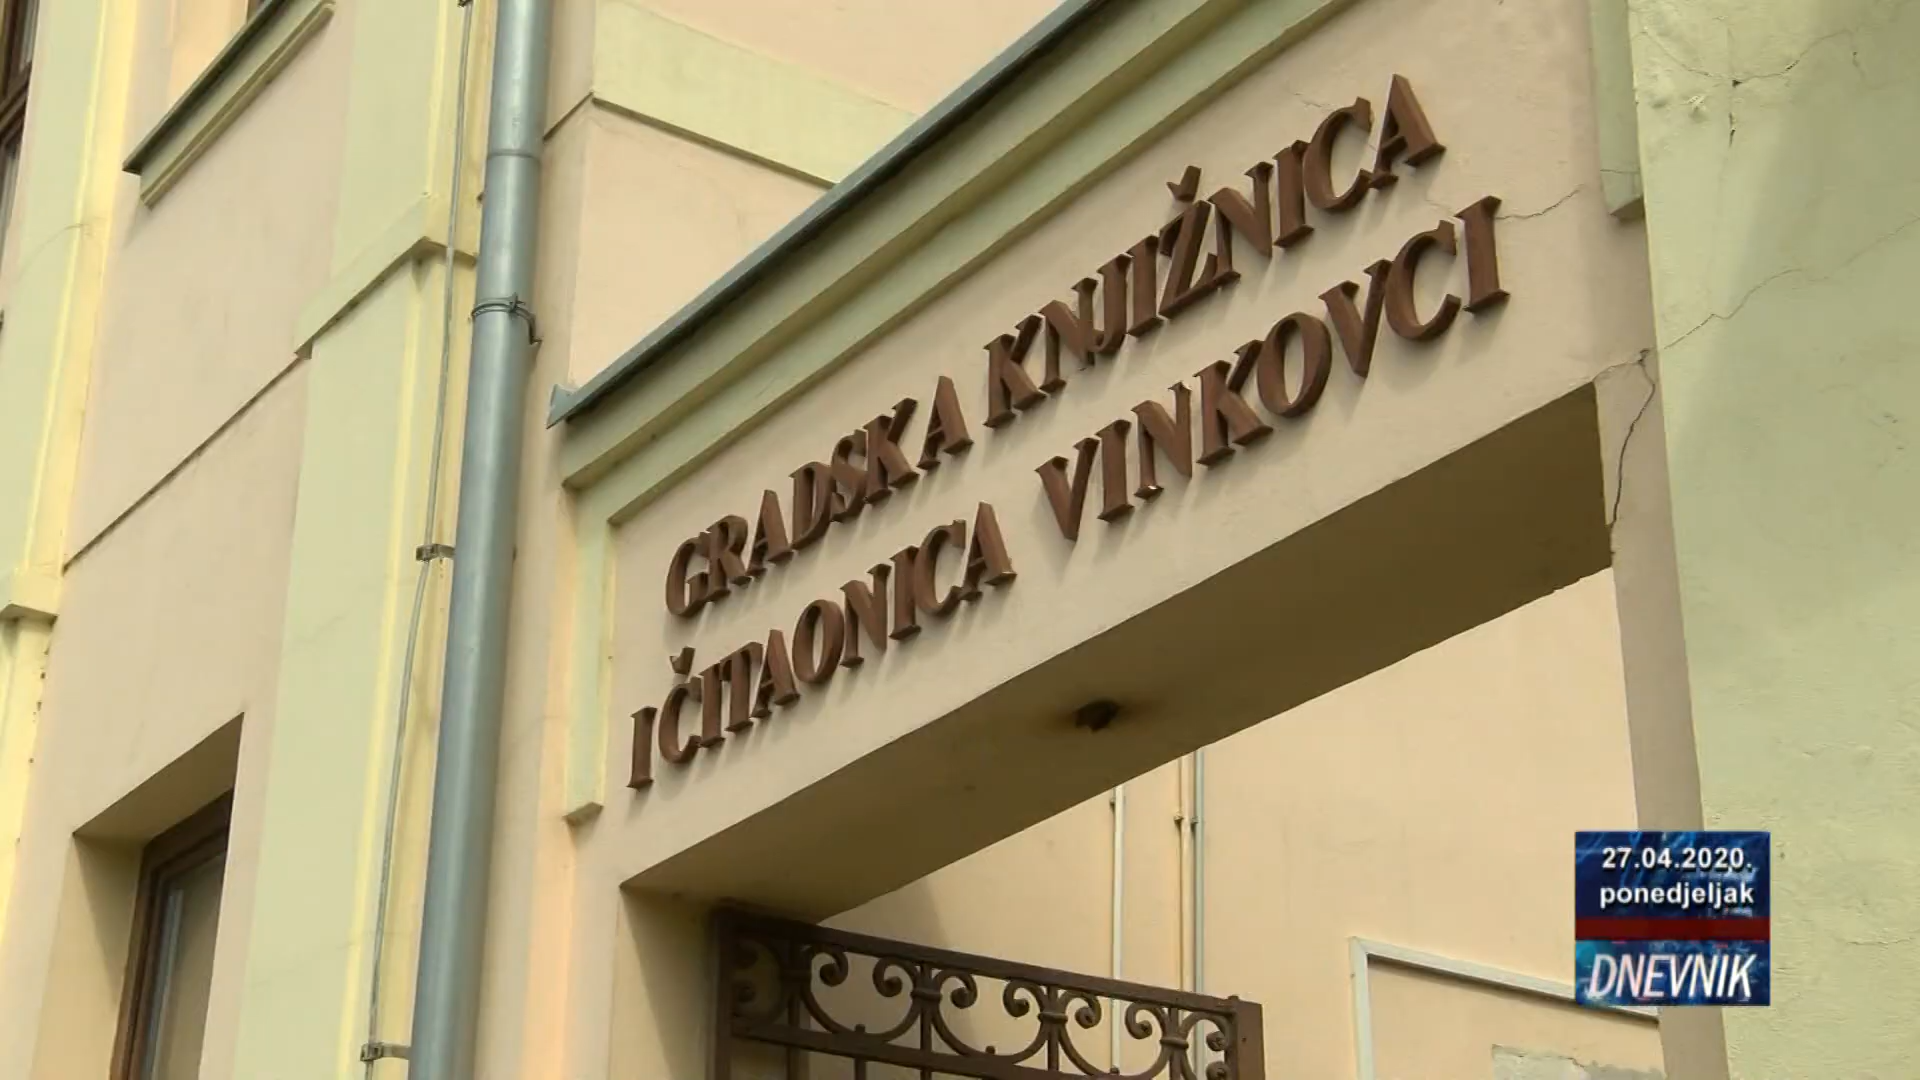 GRADSKA KNJIŽNICA
I ČITAONICA VINKOVCI
27.04.2020.
ponedjeljak
DNEVNIK